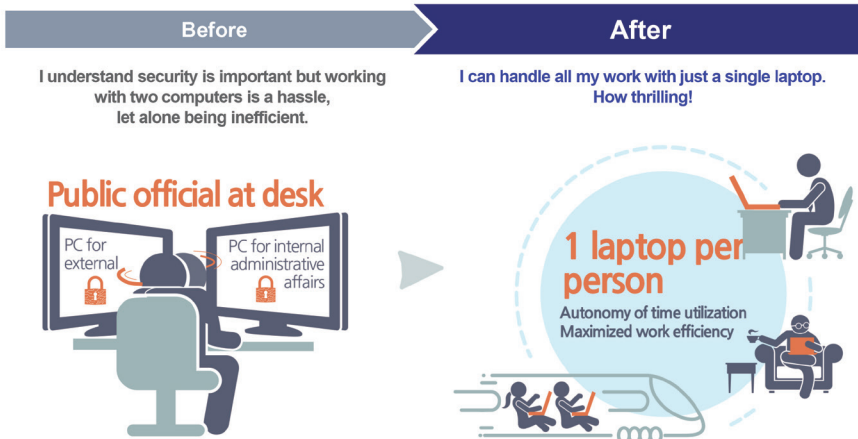 Before
After
I understand security is important but working
with two computers is a hassle,
let alone being inefficient.
I can handle all my work with just a single laptop.
How thrilling!
Public official at desk
PC for
external
PC for internal
administrative
affairs
1 laptop per
person
Autonomy of time utilization
Maximized work efficiency